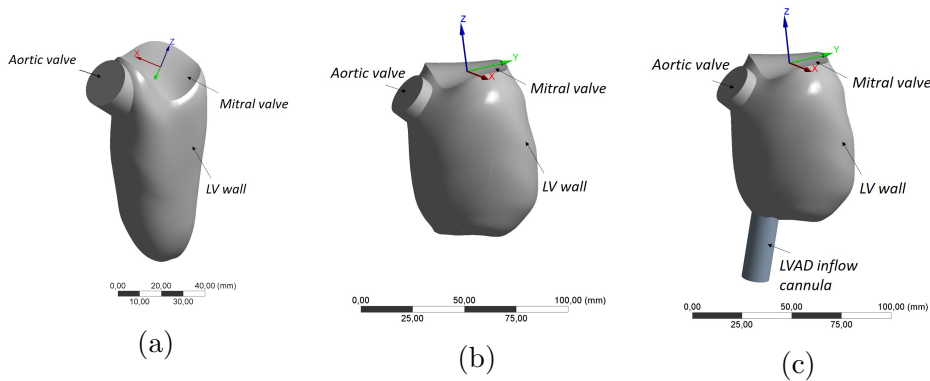 Aortic valve
X
Z
Mitral valve
LV wall
0,00 20,00 40,00 (mm)
10,00 30,00
(a)
Z
Y
X
Aortic valve
Mitral valve
LV wall
0,00 50,00 100,00 (mm)
25,00 75,00
(b)
Z
Y
X
Aortic valve
Mitral valve
LV wall
LVAD inflow
cannula
0,00 50,00 100,00 (mm)
25,00 75,00
(c)